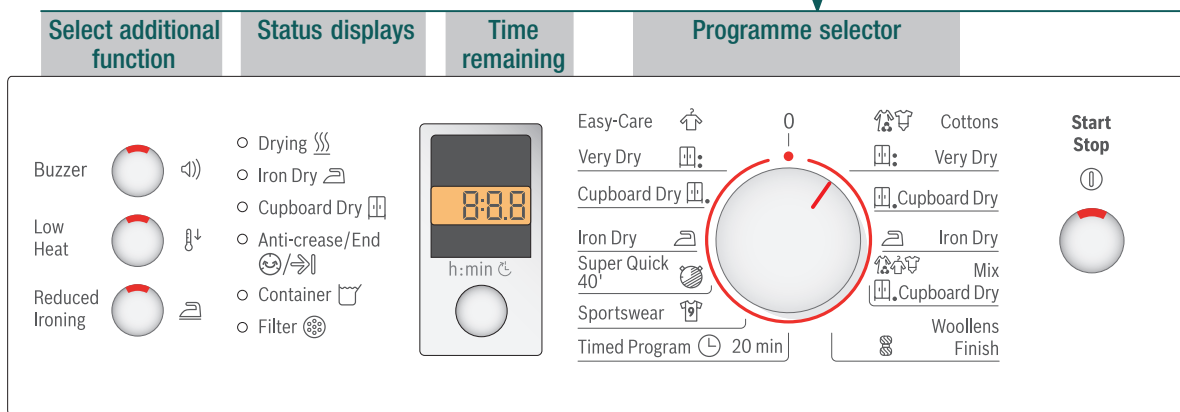 Select additional
function
Status displays
Time
remaining
Programme selector
Buzzer
Low
Heat
Reduced
Ironing
Drying
Iron Dry
Cupboard Dry
Anti-crease/End
Container
Filter
8:8.8
h:min
Easy-Care
Very Dry
Cupboard Dry
Iron Dry
Super Quick
40'
Sportswear
9
Timed Program 20 min
0
Cottons
Very Dry
Cupboard Dry
Iron Dry
Mix
Cupboard Dry
Woollens
Finish
Start
Stop